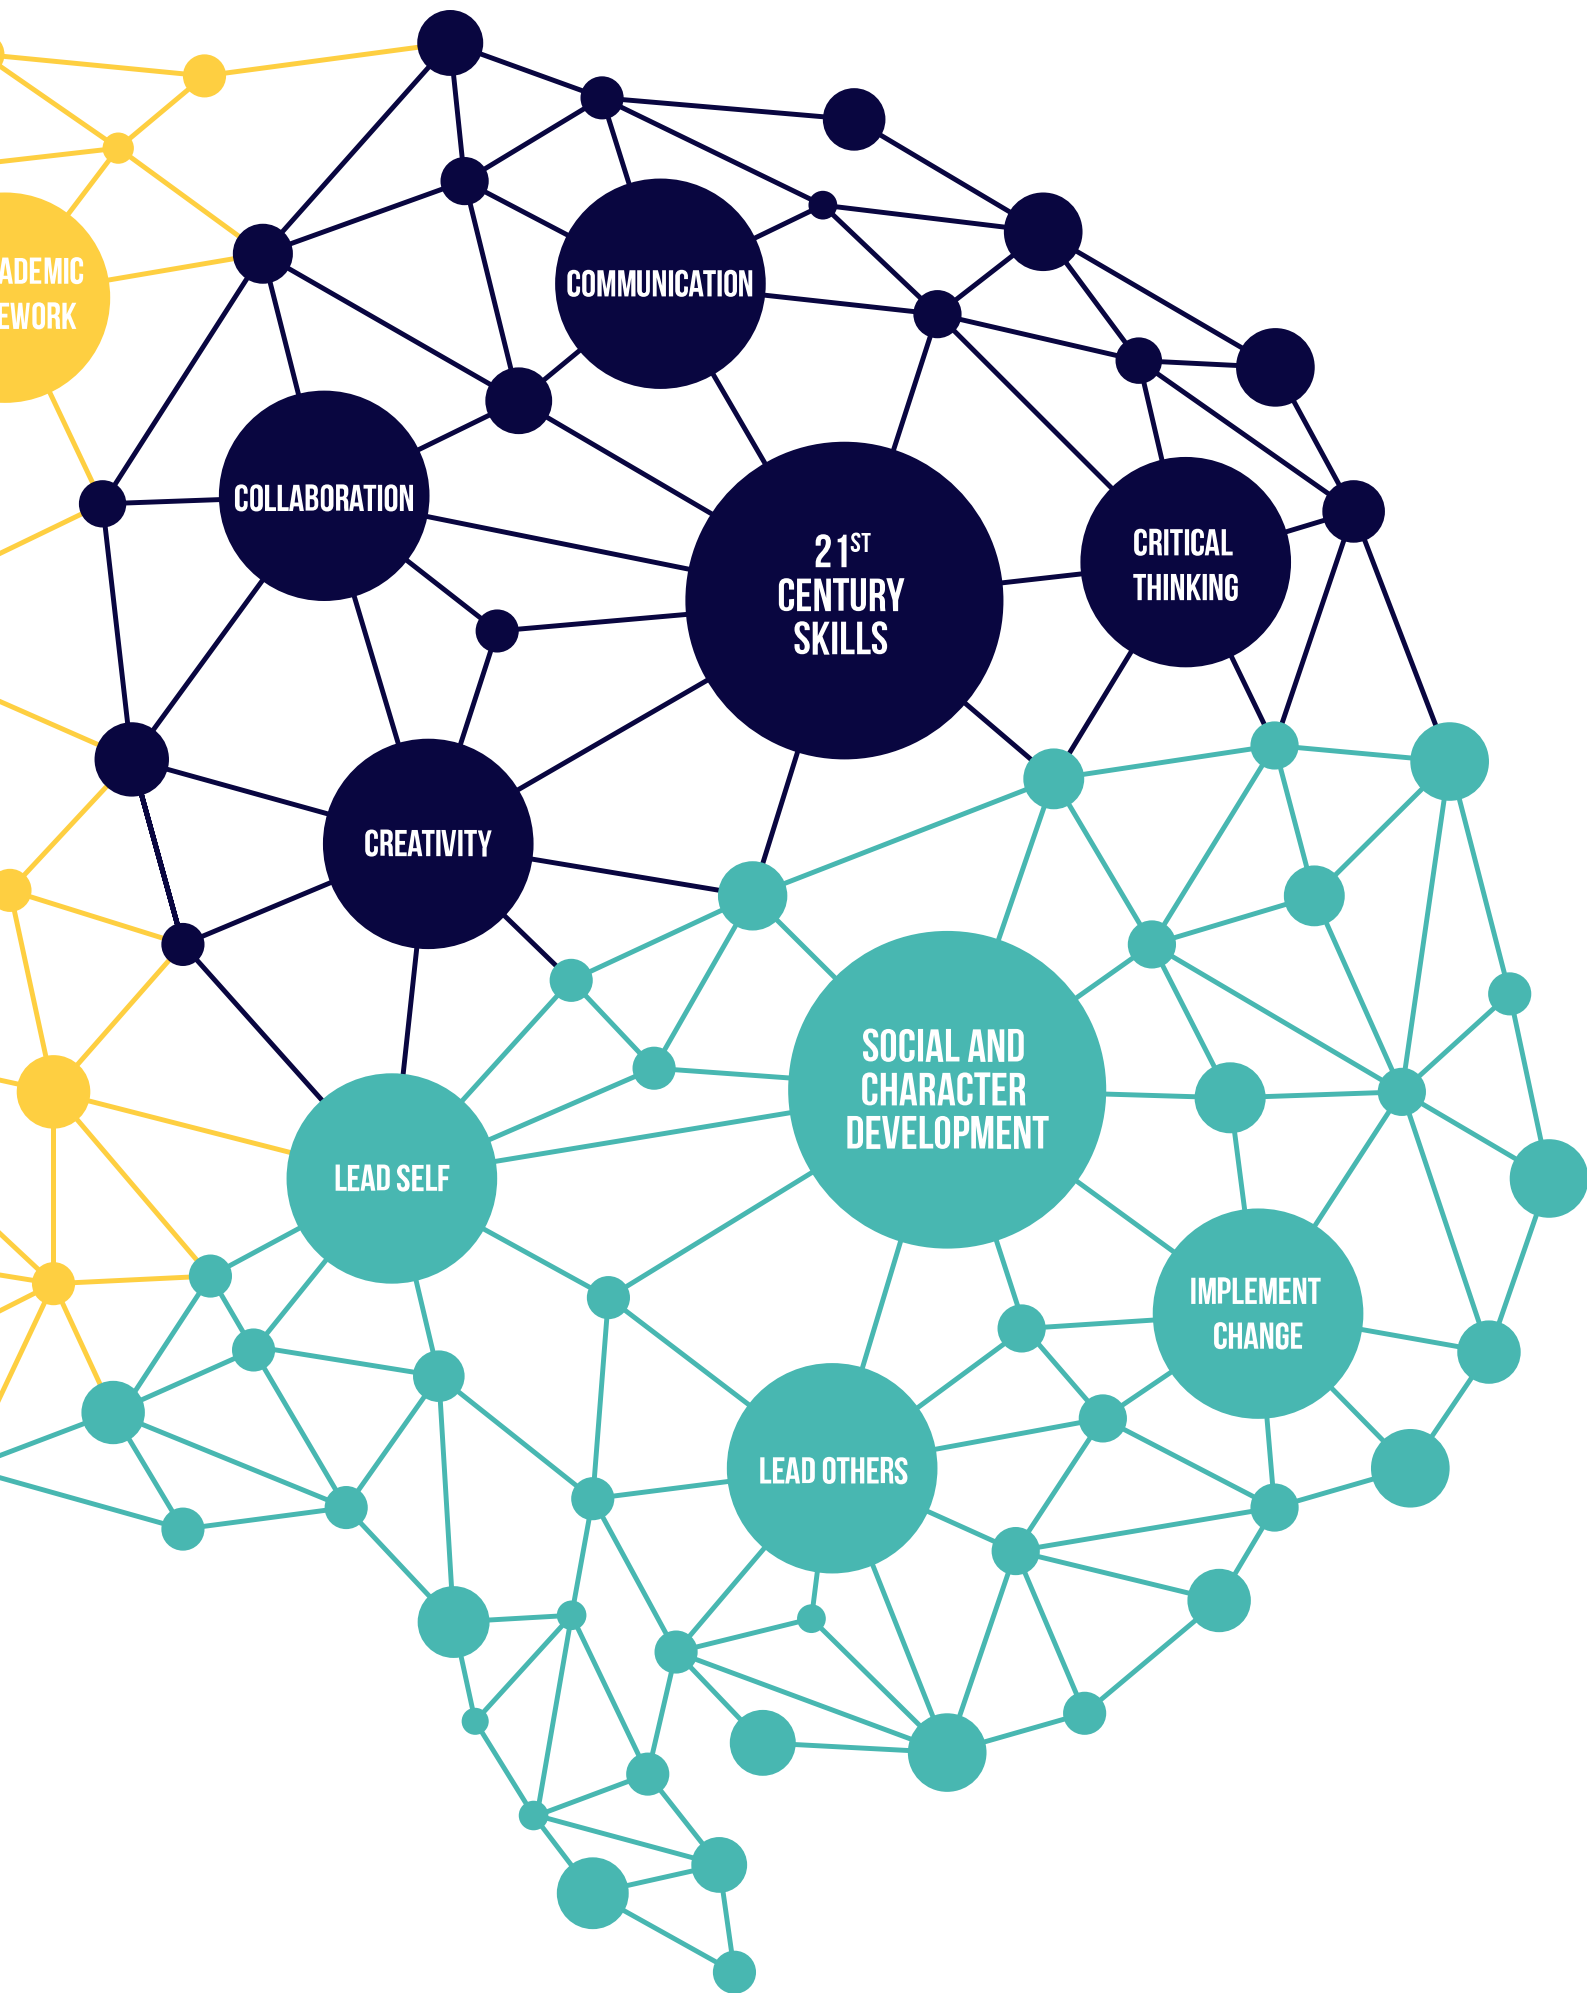 ADEMIC
EWORK
COMMUNICATION
COLLABORATION
21ST
CENTURY
SKILLS
CRITICAL
THINKING
CREATIVITY
SOCIAL AND
CHARACTER
DEVELOPMENT
LEAD SELF
IMPLEMENT
CHANGE
LEAD OTHERS